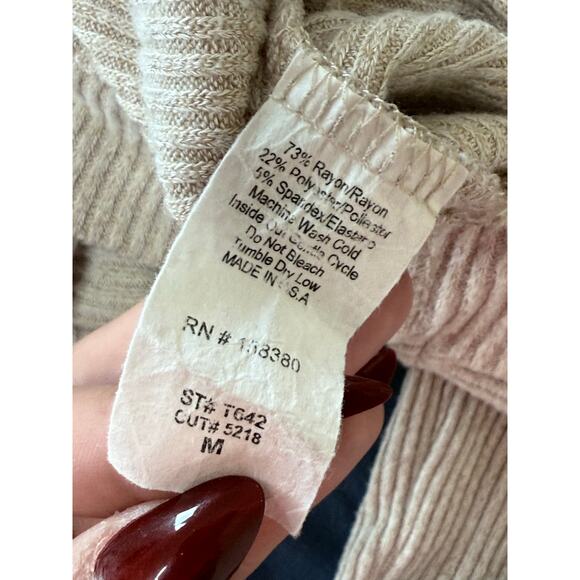 73% Rayon/Rayon
22% Polyester/Poliester
5% Spandex/Elastano
Machine Wash Cold
Inside Out Gentle Cycle
Do Not Bleach
Tumble Dry Low
MADE IN U.S.A
RN # 158380
ST# T642
CUT# 5218
M